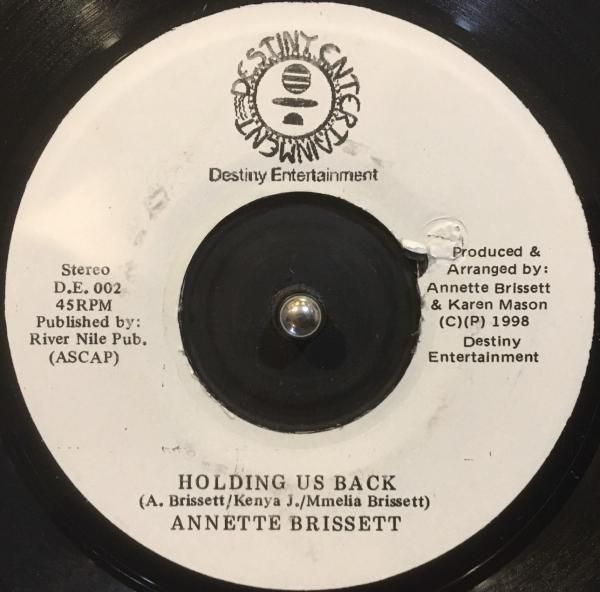 DESTINY ENTERTAINMENT
Destiny Entertainment
Stereo
D.E. 002
45RPM
Published by:
River Nile Pub.
(ASCAP)
Produced &
Arranged by:
Annette Brissett
& Karen Mason
(C)(P) 1998
Destiny
Entertainment
HOLDING US BACK
(A. Brissett/Kenya J./Mmelia Brissett)
ANNETTE BRISSETT